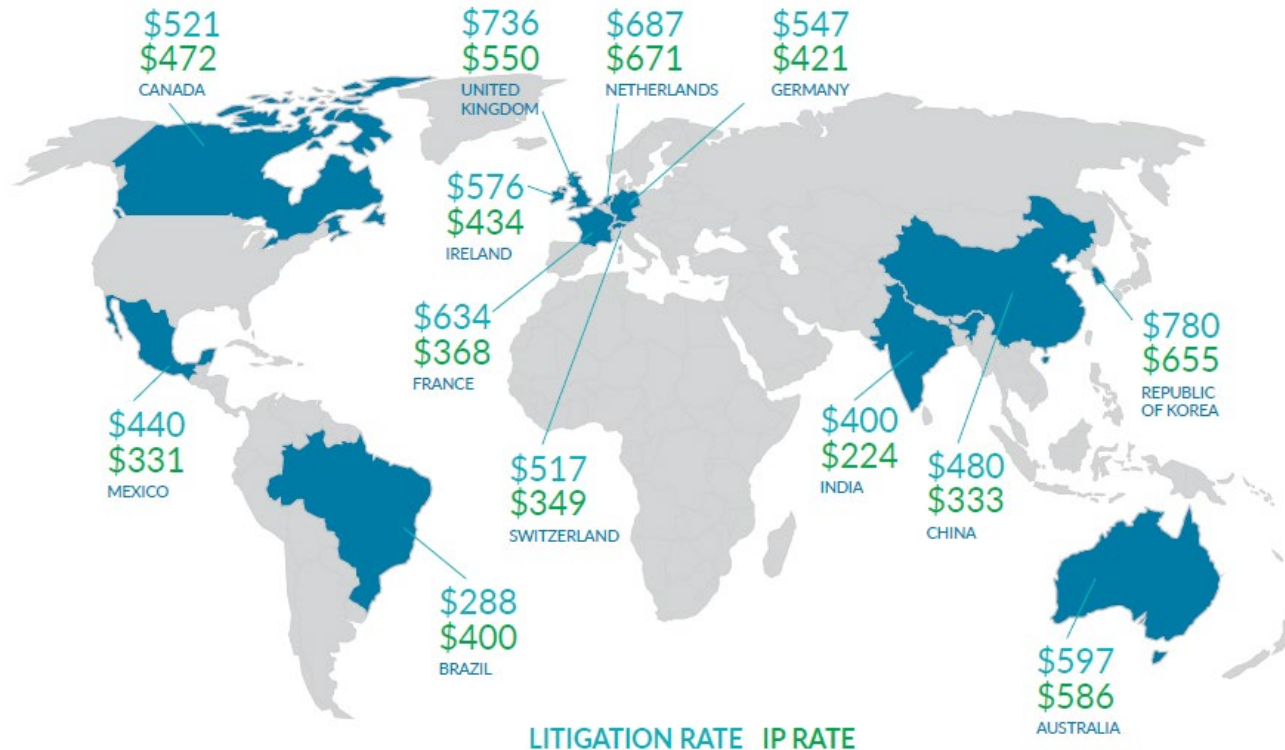 $521
$472
CANADA
$736
$550
UNITED
KINGDOM
$687
$671
NETHERLANDS
$547
$421
GERMANY
$576
$434
IRELAND
$634
$368
FRANCE
$780
$655
REPUBLIC
OF KOREA
$440
$331
MEXICO
$517
$349
SWITZERLAND
$400
$224
INDIA
$480
$333
CHINA
$288
$400
BRAZIL
$597
$586
AUSTRALIA
LITIGATION RATE IP RATE